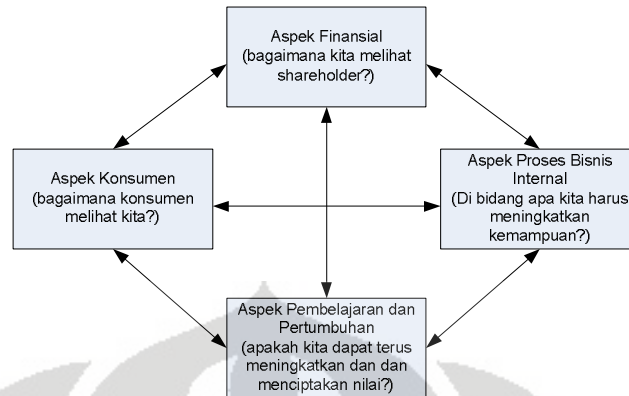 Aspek Finansial
(bagaimana kita melihat
shareholder?)
Aspek Konsumen
(bagaimana konsumen
melihat kita?)
Aspek Proses Bisnis
Internal
(Di bidang apa kita harus
meningkatkan
kemampuan?)
Aspek Pembelajaran dan
Pertumbuhan
(apakah kita dapat terus
meningkatkan dan dan
menciptakan nilai?)